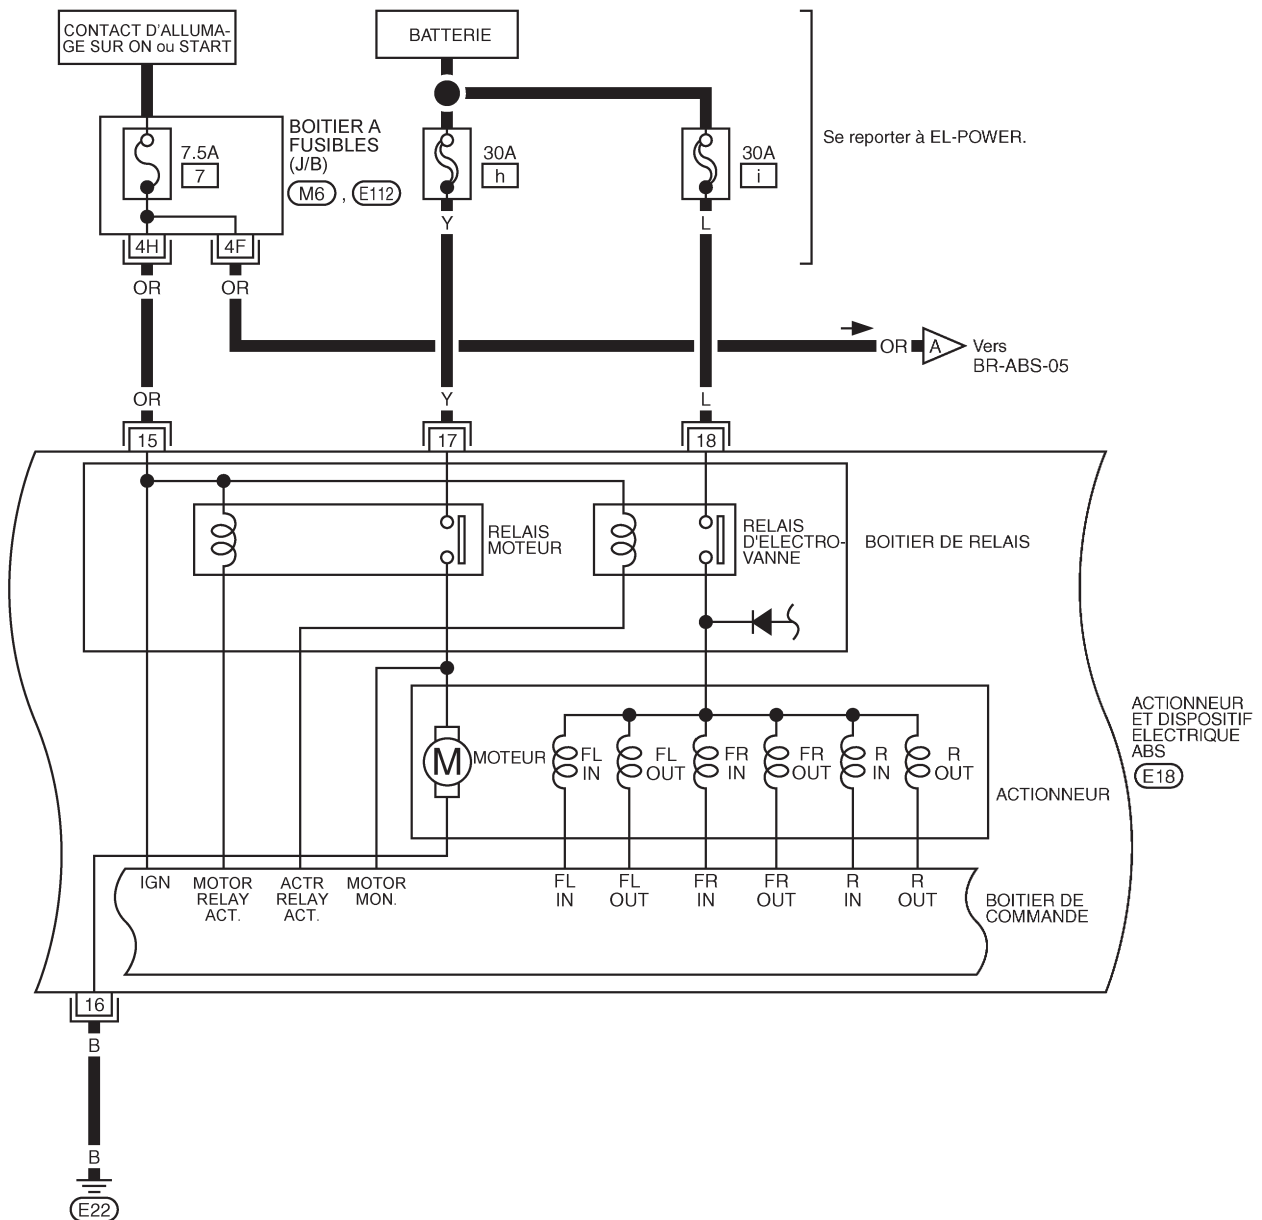 CONTACT D'ALLUMA-
GE SUR ON ou START
BATTERIE
BOITIER A
FUSIBLES
(J/B)
M6 , E112
7.5A
7
30A
h
30A
i
Se reporter à EL-POWER.
4H
4F
Y
L
OR
OR
OR
A
Vers
BR-ABS-05
OR
Y
L
15
17
18
RELAIS
MOTEUR
RELAIS
D'ELECTRO-
VANNE
BOITIER DE RELAIS
ACTIONNEUR
ET DISPOSITIF
ELECTRIQUE
ABS
E18
M
MOTEUR
FL
IN
FL
OUT
FR
IN
FR
OUT
R
IN
R
OUT
ACTIONNEUR
IGN
MOTOR
RELAY
ACT.
ACTR
RELAY
ACT.
MOTOR
MON.
FL
IN
FL
OUT
FR
IN
FR
OUT
R
IN
R
OUT
BOITIER DE
COMMANDE
16
B
B
E22